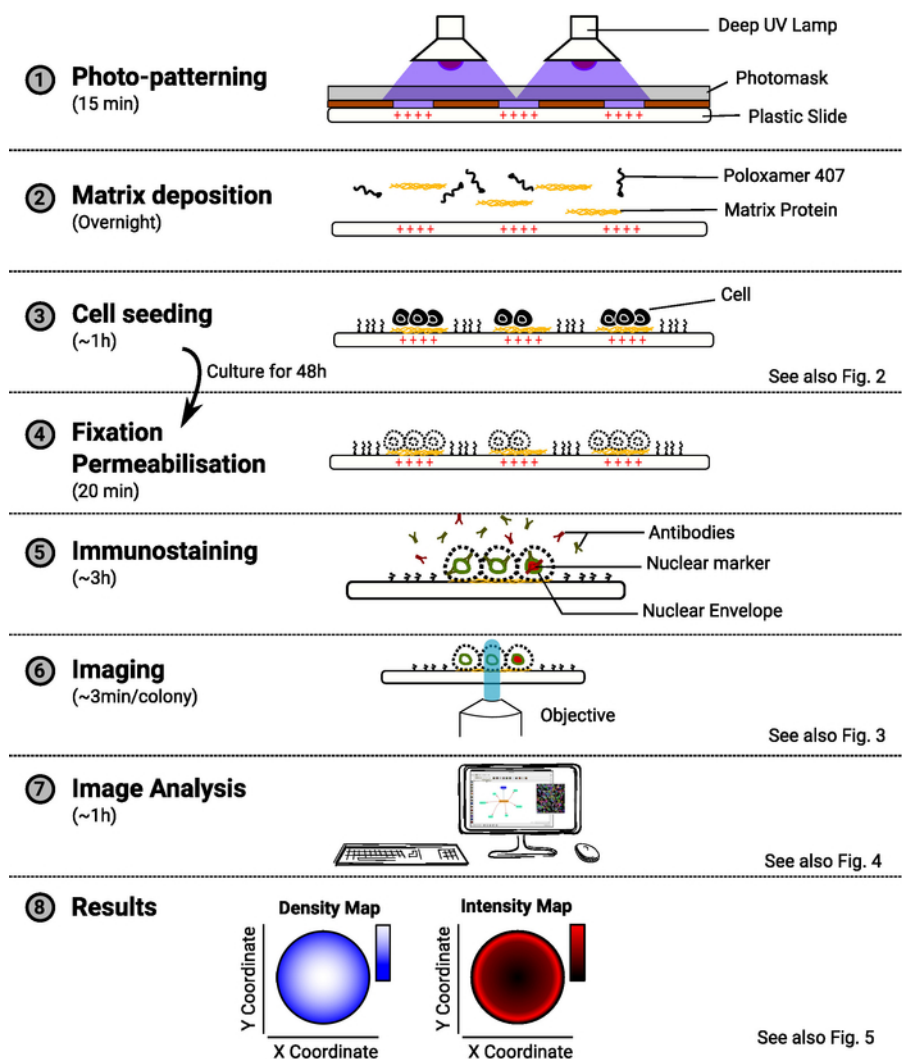 Deep UV Lamp
1 Photo-patterning
(15 min)
Photomask
Plastic Slide
++++ ++++ ++++
2 Matrix deposition
(Overnight)
Poloxamer 407
Matrix Protein
++++ ++++ ++++
3 Cell seeding
(~1h)
Cell
++++ ++++ ++++
Culture for 48h
See also Fig. 2
4 Fixation
Permeabilisation
(20 min)
++++ ++++ ++++
5 Immunostaining
(~3h)
Antibodies
Nuclear marker
Nuclear Envelope
6 Imaging
(~3min/colony)
Objective
See also Fig. 3
7 Image Analysis
(~1h)
See also Fig. 4
8 Results
Density Map
Intensity Map
Y Coordinate
X Coordinate
Y Coordinate
X Coordinate
See also Fig. 5